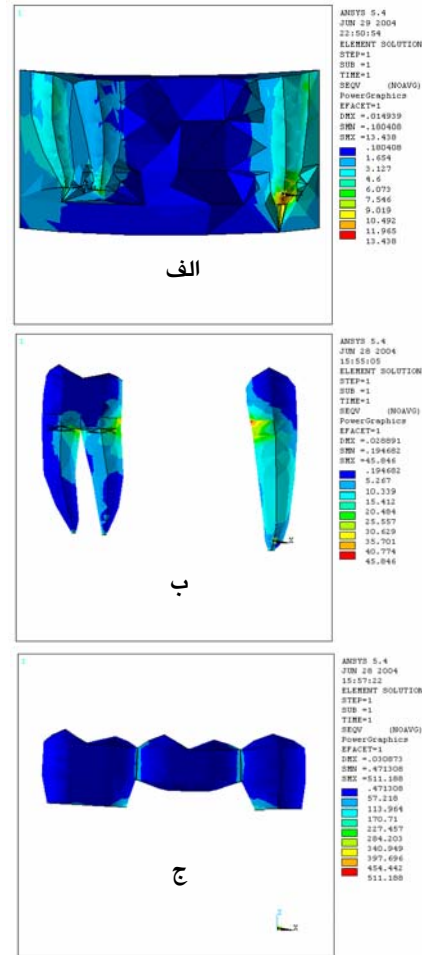 1
ANSYS 5.4
JUN 29 2004
22:50:54
ELEMENT SOLUTION
STEP=1
SUB =1
TIME=1
SEQV (NOAVG)
PowerGraphics
EFACET=1
DMX =.014939
SMN =.180408
SMX =13.438
.180408
1.654
3.127
4.6
6.073
7.546
9.019
10.492
11.965
13.438
الف
1
ANSYS 5.4
JUN 28 2004
15:55:05
ELEMENT SOLUTION
STEP=1
SUB =1
TIME=1
SEQV (NOAVG)
PowerGraphics
EFACET=1
DMX =.028891
SMN =.194682
SMX =45.846
.194682
5.267
10.339
15.412
20.484
25.557
30.629
35.701
40.774
45.846
X
ب
1
ANSYS 5.4
JUN 28 2004
15:57:22
ELEMENT SOLUTION
STEP=1
SUB =1
TIME=1
SEQV (NOAVG)
PowerGraphics
EFACET=1
DMX =.030873
SMN =.471308
SMX =511.188
.471308
57.218
113.964
170.71
227.457
284.203
340.949
397.696
454.442
511.188
ج
Z
X